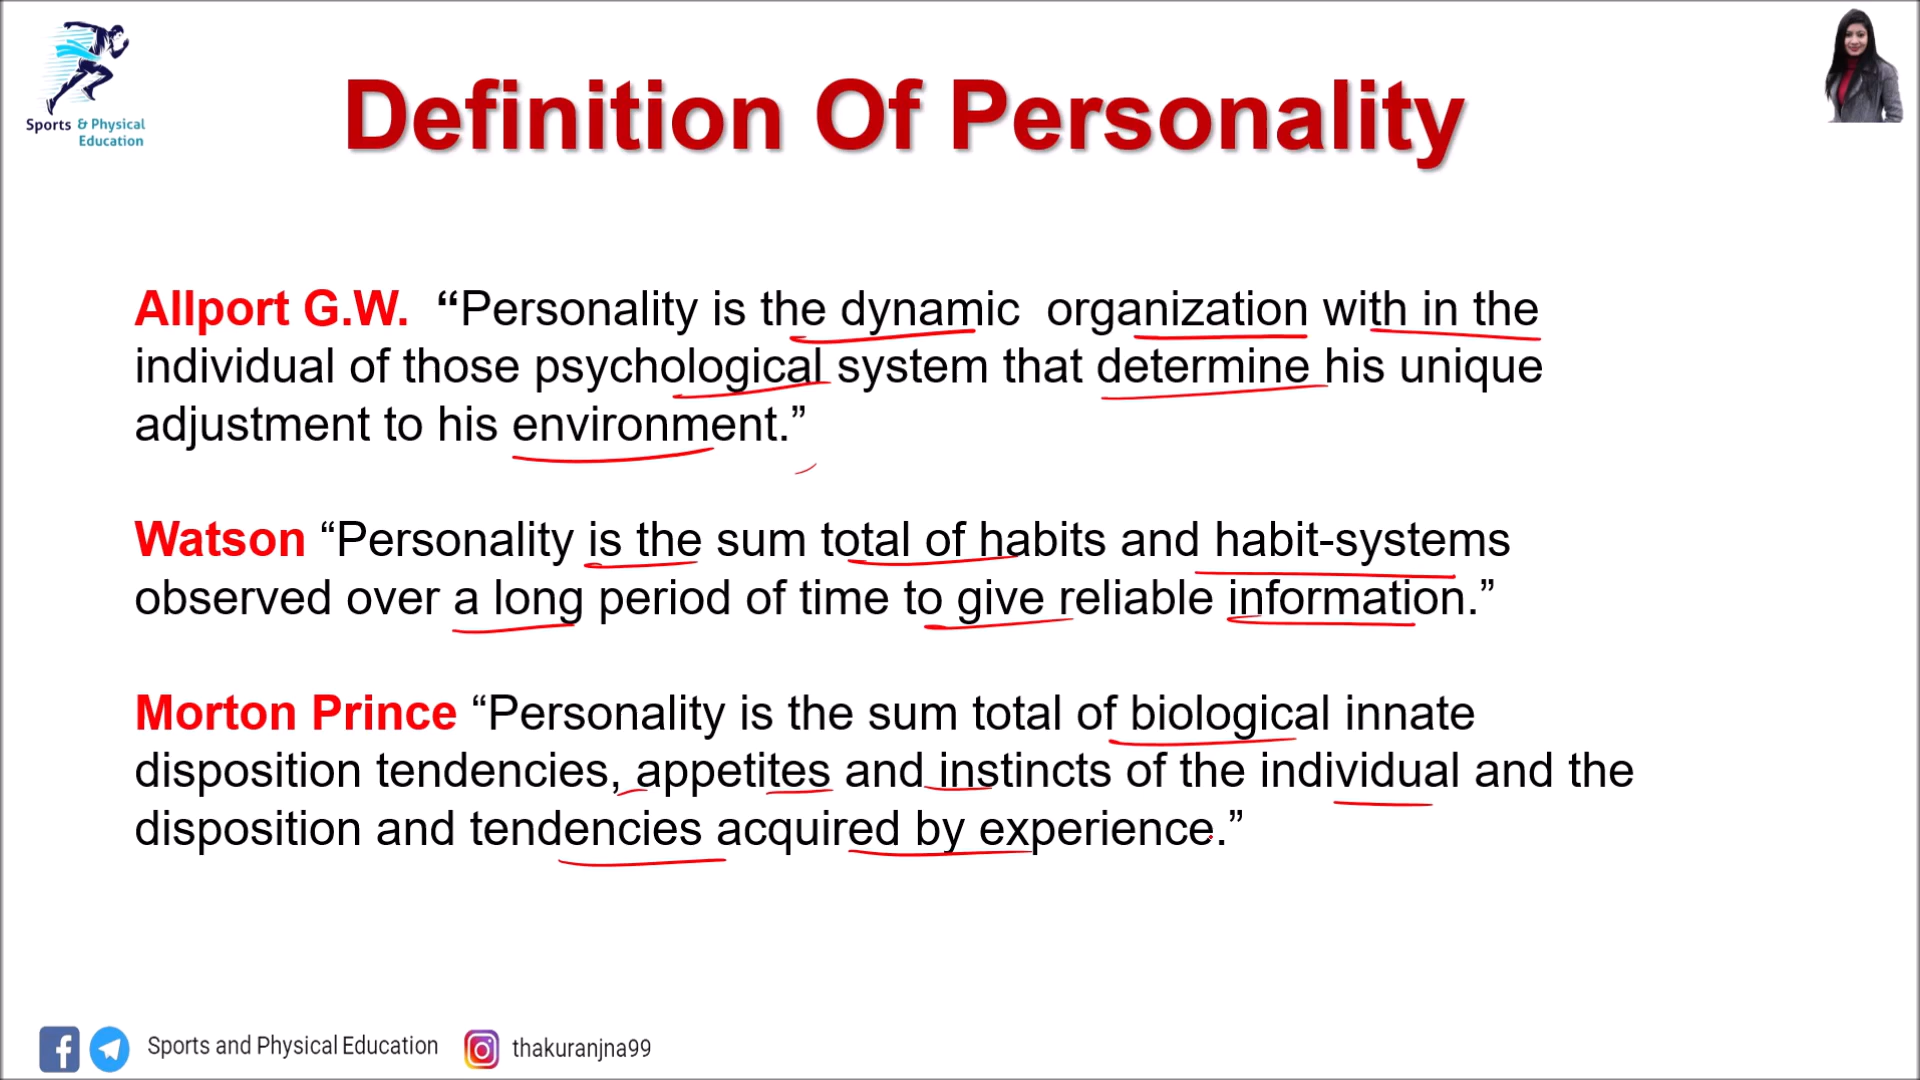 Sports & Physical
Education
Definition Of Personality
Allport G.W. “Personality is the dynamic organization with in the
individual of those psychological system that determine his unique
adjustment to his environment.”
Watson “Personality is the sum total of habits and habit-systems
observed over a long period of time to give reliable information.”
Morton Prince “Personality is the sum total of biological innate
disposition tendencies, appetites and instincts of the individual and the
disposition and tendencies acquired by experience.”
Sports and Physical Education thakuranjna99